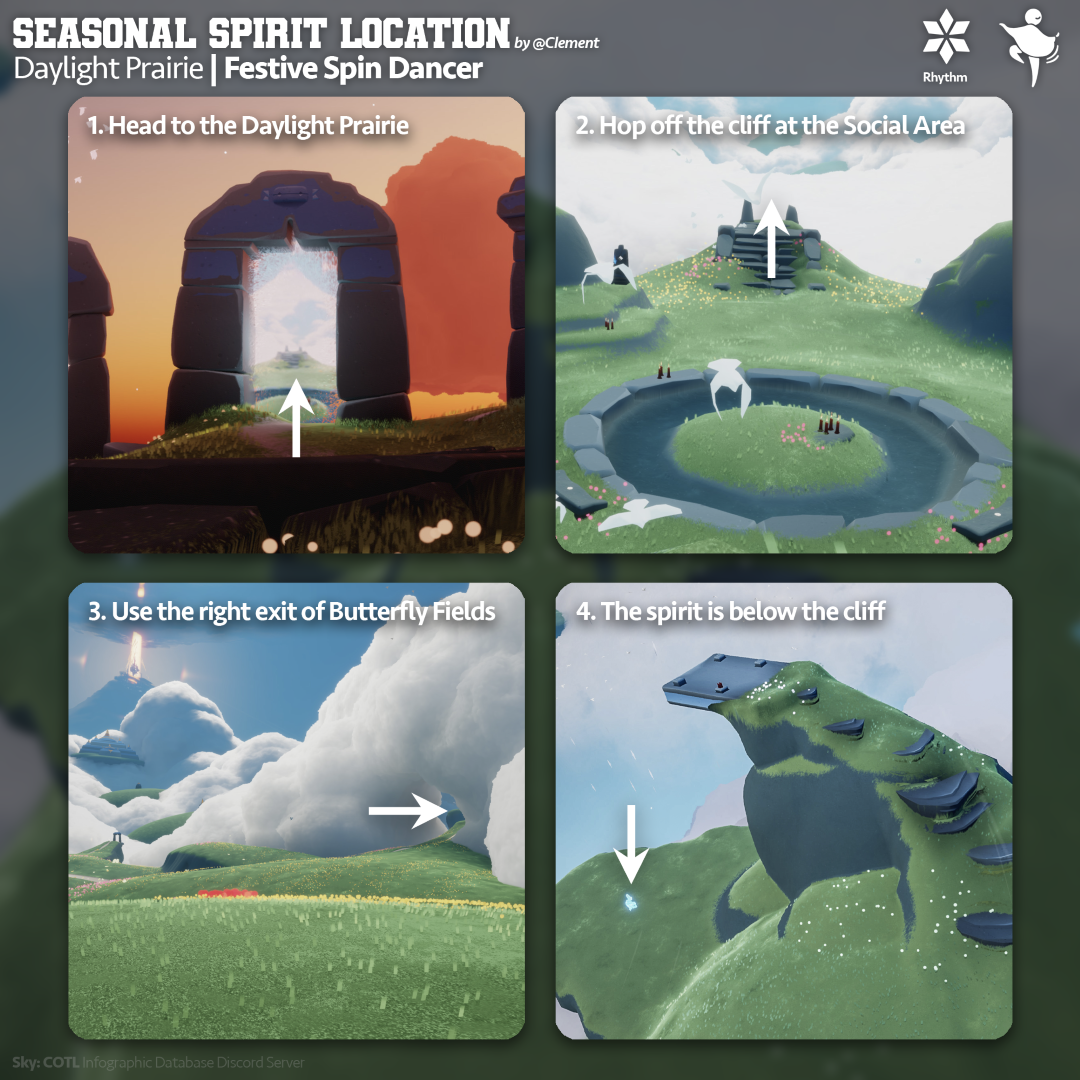 SEASONAL SPIRIT LOCATION by @Clement
Daylight Prairie | Festive Spin Dancer
Rhythm
1. Head to the Daylight Prairie
2. Hop off the cliff at the Social Area
3. Use the right exit of Butterfly Fields
4. The spirit is below the cliff
Sky: COTL Infographic Database Discord Server